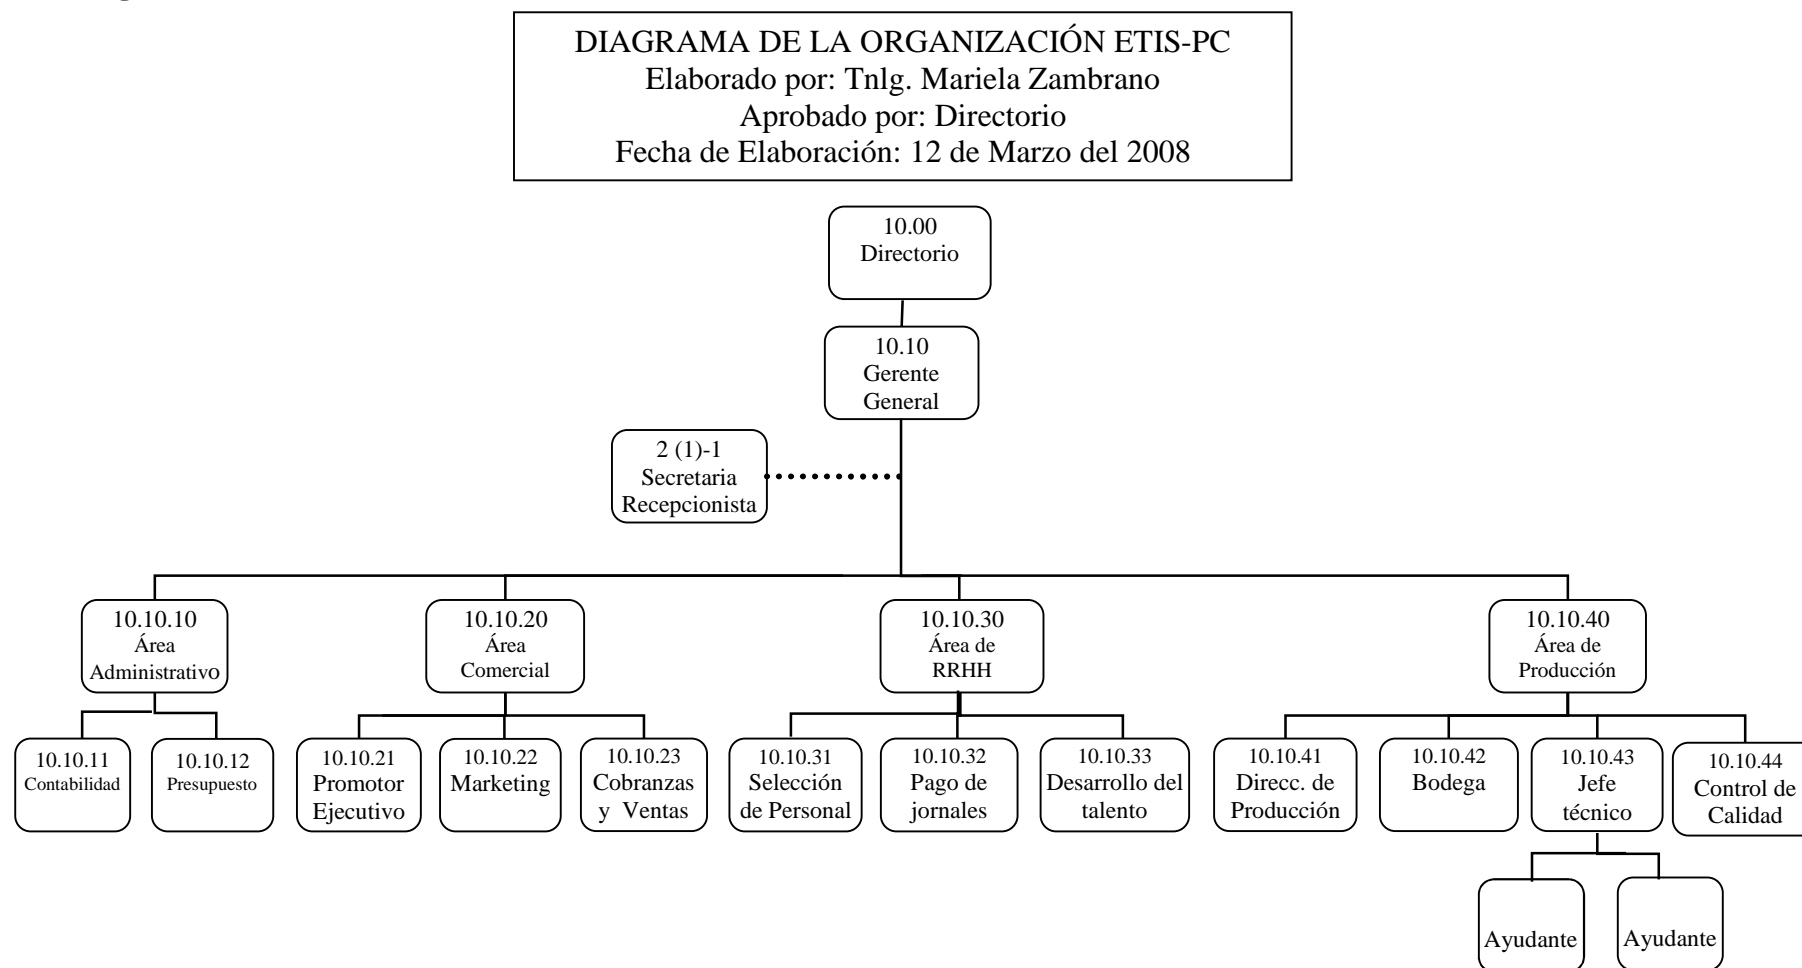 DIAGRAMA DE LA ORGANIZACIÓN ETIS-PC
Elaborado por: Tnlg. Mariela Zambrano
Aprobado por: Directorio
Fecha de Elaboración: 12 de Marzo del 2008
10.00
Directorio
10.10
Gerente
General
2 (1)-1
Secretaria
Recepcionista
10.10.10
Área
Administrativo
10.10.20
Área
Comercial
10.10.30
Área de
RRHH
10.10.40
Área de
Producción
10.10.11
Contabilidad
10.10.12
Presupuesto
10.10.21
Promotor
Ejecutivo
10.10.22
Marketing
10.10.23
Cobranzas
y Ventas
10.10.31
Selección
de Personal
10.10.32
Pago de
jornales
10.10.33
Desarrollo del
talento
10.10.41
Direcc. de
Producción
10.10.42
Bodega
10.10.43
Jefe
técnico
10.10.44
Control de
Calidad
Ayudante
Ayudante